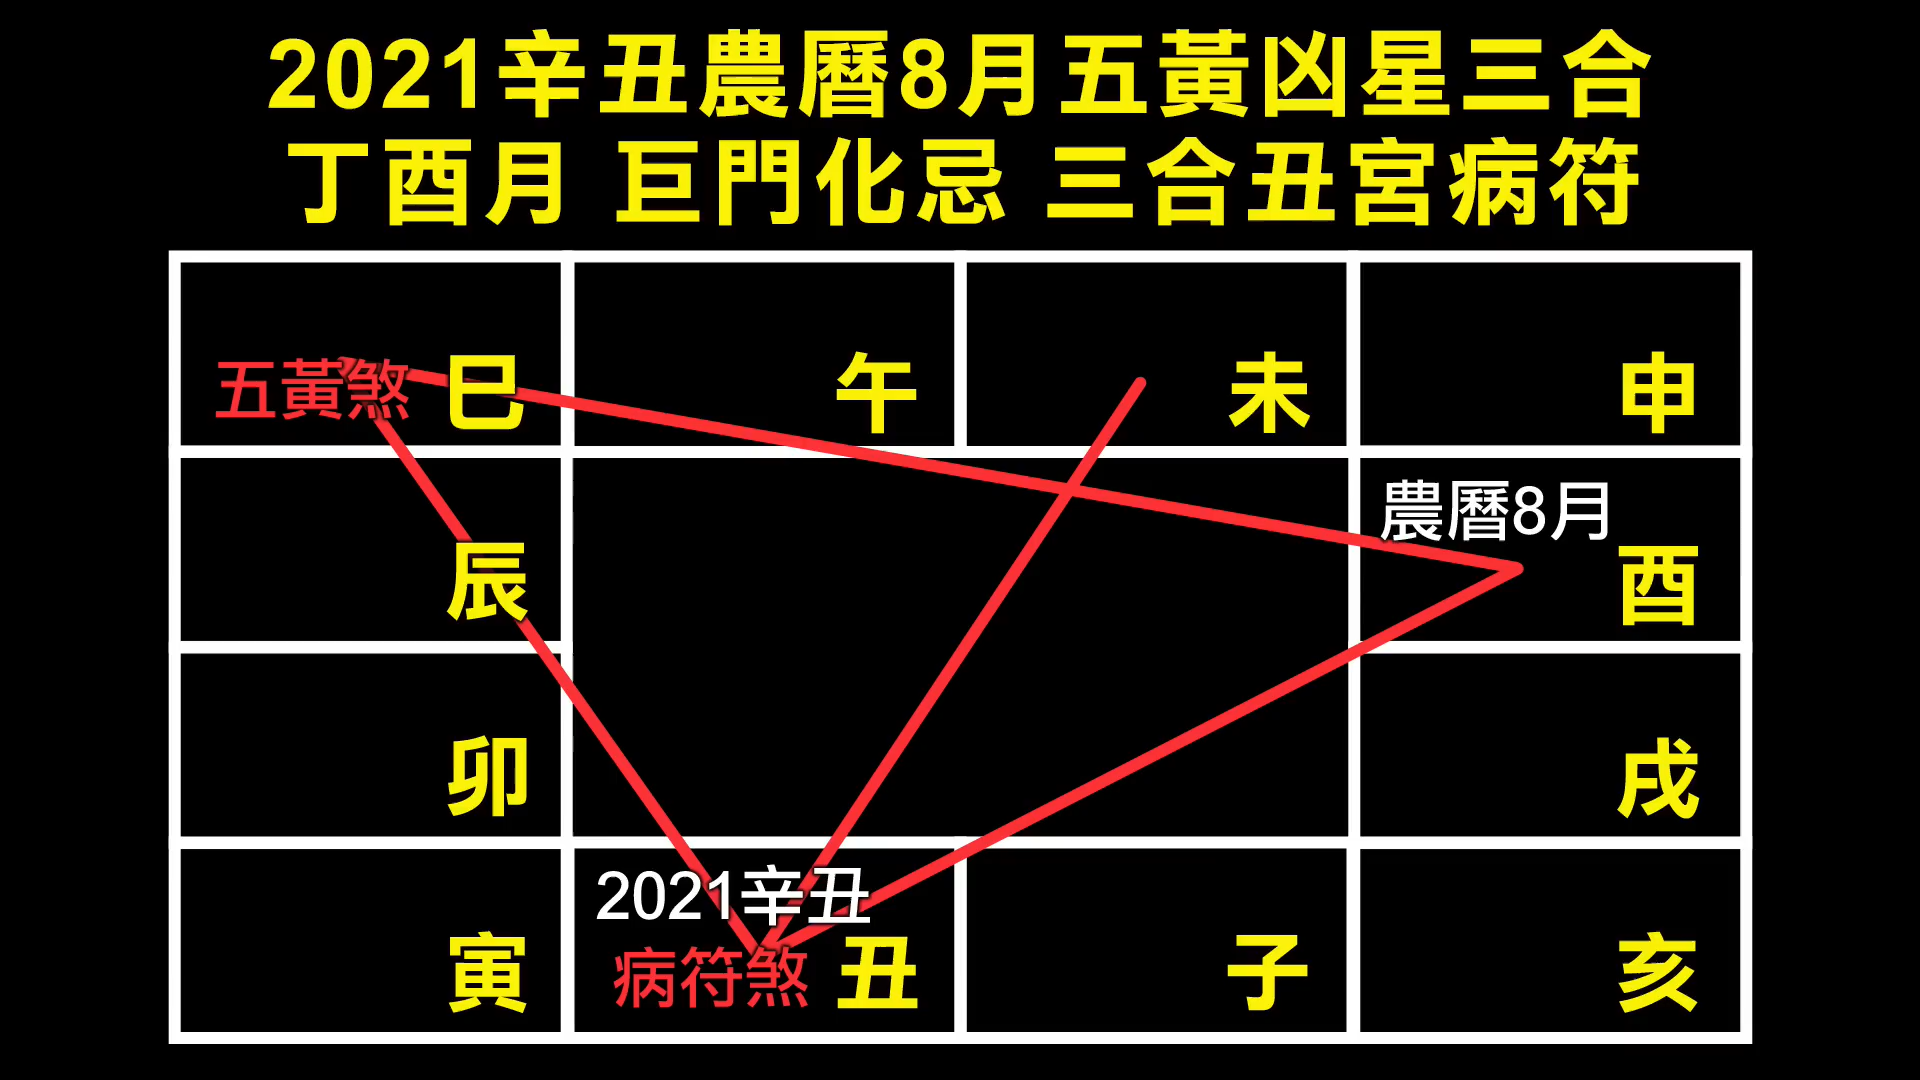 2021辛丑農曆8月五黃凶星三合
丁酉月 巨門化忌 三合丑宮病符
五黃煞 巳
午
未
申
辰
農曆8月
酉
卯
戌
寅
2021辛丑
病符煞 丑
子
亥